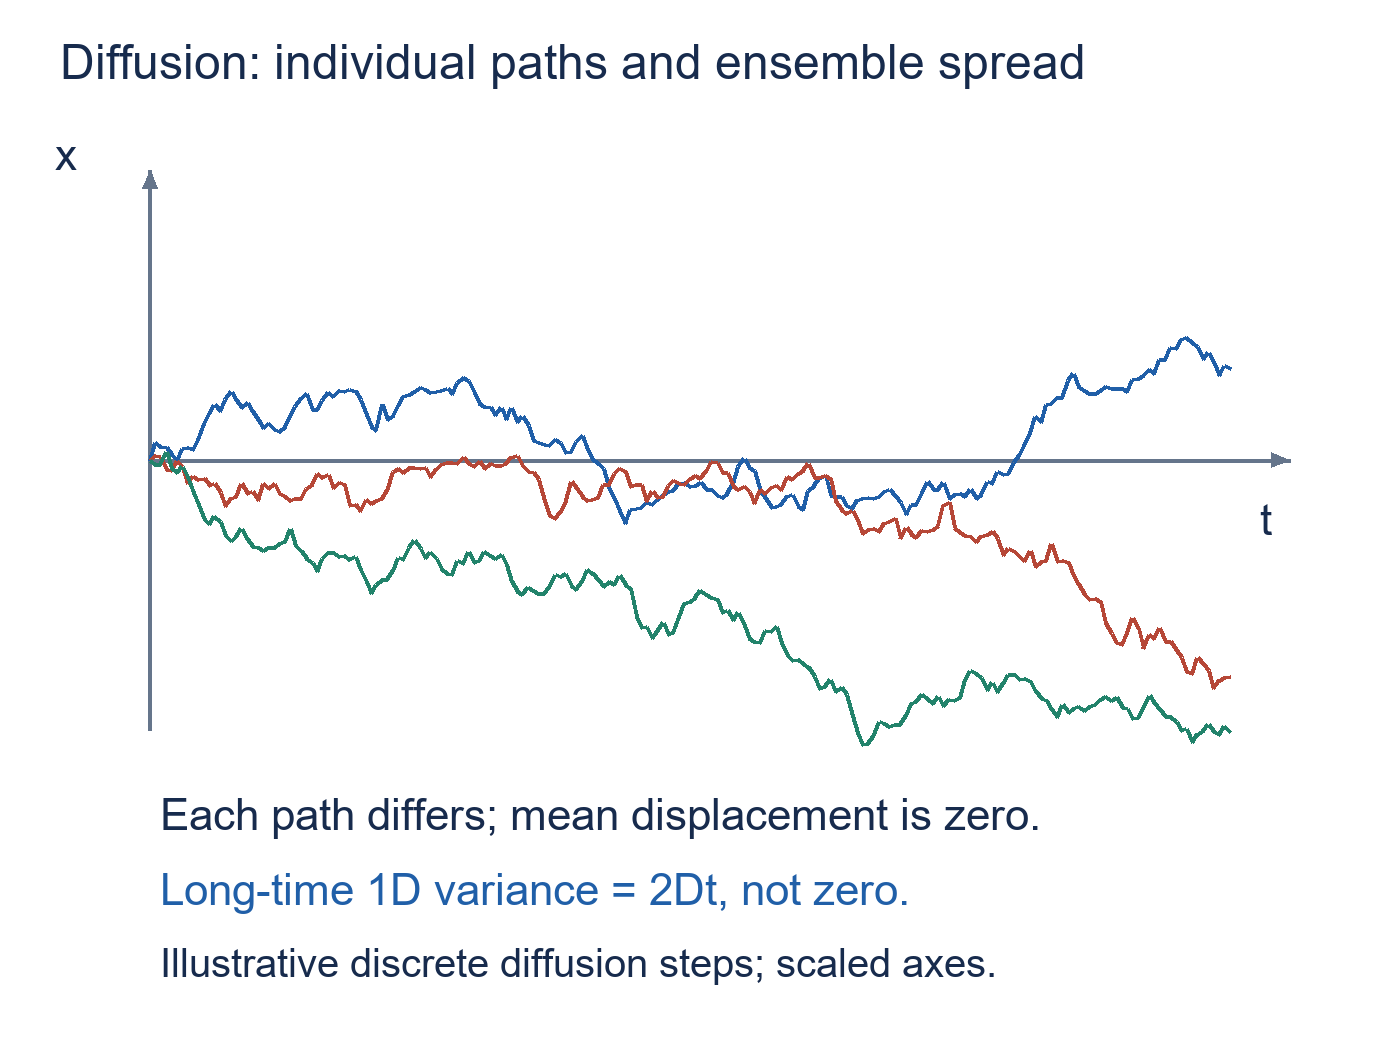 Diffusion: individual paths and ensemble spread
x
t
Each path differs; mean displacement is zero.
Long-time 1D variance = 2Dt, not zero.
Illustrative discrete diffusion steps; scaled axes.